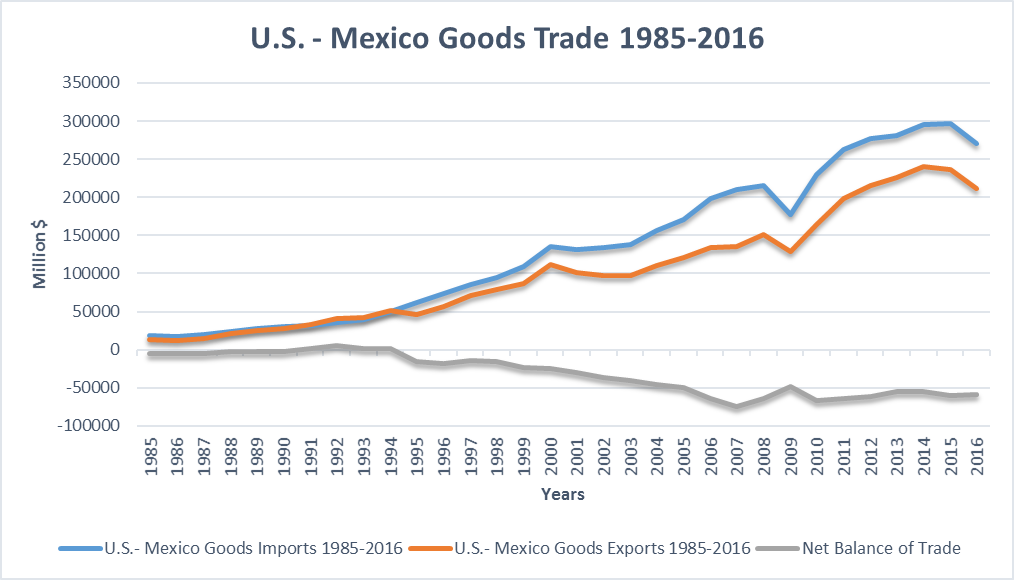 U.S. - Mexico Goods Trade 1985-2016
350000
300000
250000
200000
150000
100000
50000
0
-50000
-100000
Million $
1985 1986 1987 1988 1989 1990 1991 1992 1993 1994 1995 1996 1997 1998 1999 2000 2001 2002 2003 2004 2005 2006 2007 2008 2009 2010 2011 2012 2013 2014 2015 2016
Years
U.S.- Mexico Goods Imports 1985-2016 U.S.- Mexico Goods Exports 1985-2016 Net Balance of Trade